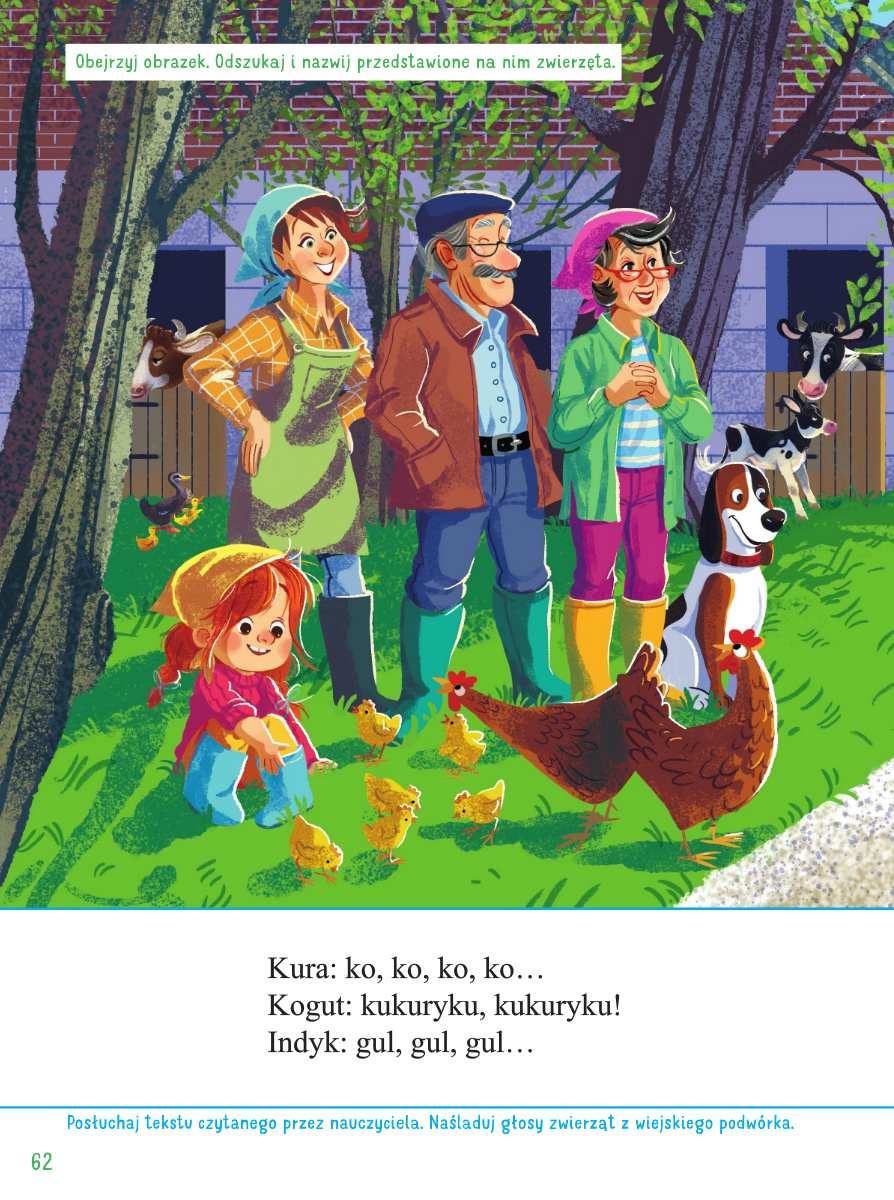 Obejrzyj obrazek. Odszukaj i nazwij przedstawione na nim zwierzęta.
Kura: ko, ko, ko, ko…
Kogut: kukuryku, kukuryku!
Indyk: gul, gul, gul…
Posłuchaj tekstu czytanego przez nauczyciela. Naśladuj głosy zwierząt z wiejskiego podwórka.
62